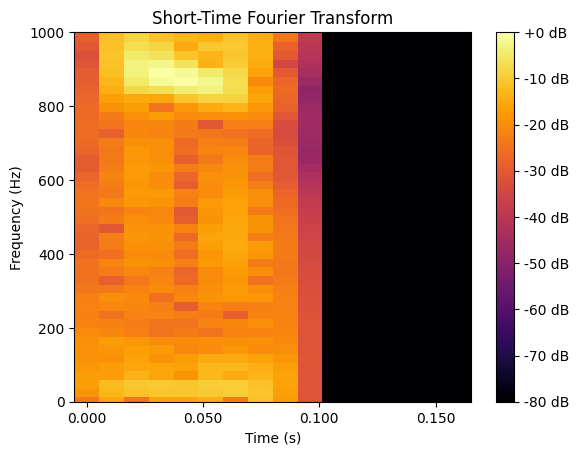 Short-Time Fourier Transform
1000
800
600
400
200
0
Frequency (Hz)
0.000
0.050
0.100
0.150
Time (s)
+0 dB
-10 dB
-20 dB
-30 dB
-40 dB
-50 dB
-60 dB
-70 dB
-80 dB